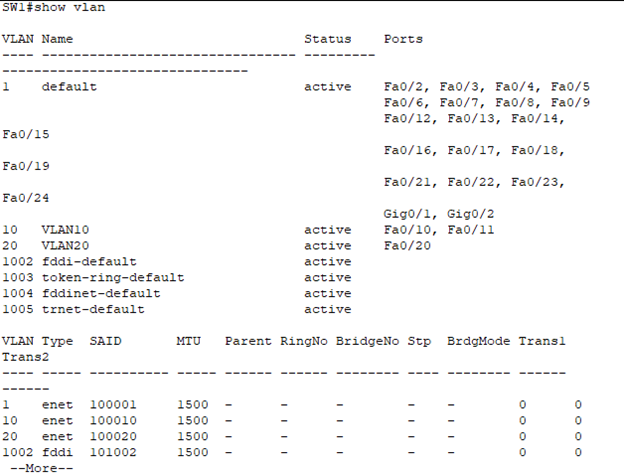 SW1#show vlan
VLAN Name Status Ports
---- -------------------------------- ---------
-------------------------------
1 default active Fa0/2, Fa0/3, Fa0/4, Fa0/5
Fa0/6, Fa0/7, Fa0/8, Fa0/9
Fa0/12, Fa0/13, Fa0/14,
Fa0/15
Fa0/16, Fa0/17, Fa0/18,
Fa0/19
Fa0/21, Fa0/22, Fa0/23,
Fa0/24
Gig0/1, Gig0/2
10 VLAN10 active Fa0/10, Fa0/11
20 VLAN20 active Fa0/20
1002 fddi-default active
1003 token-ring-default active
1004 fddinet-default active
1005 trnet-default active
VLAN Type SAID MTU Parent RingNo BridgeNo Stp BrdgMode Trans1
Trans2
---- ----- ---------- ----- ------ ------ -------- ---- -------- ------
------
1 enet 100001 1500 - - - - - 0 0
10 enet 100010 1500 - - - - - 0 0
20 enet 100020 1500 - - - - - 0 0
1002 fddi 101002 1500 - - - - - 0 0
--More--